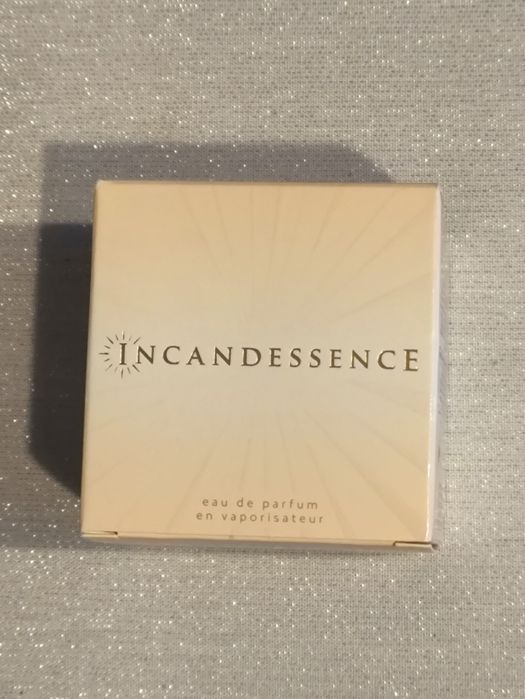 INCANDESSENCE
eau de parfum
en vaporisateur